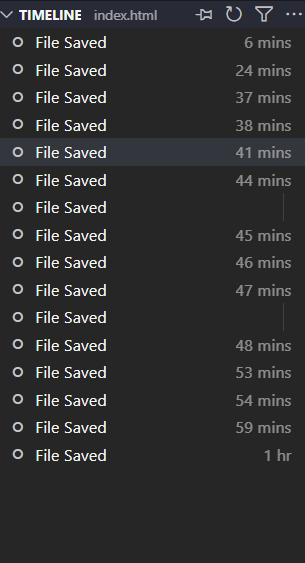 TIMELINE index.html
File Saved 6 mins
File Saved 24 mins
File Saved 37 mins
File Saved 38 mins
File Saved 41 mins
File Saved 44 mins
File Saved
File Saved 45 mins
File Saved 46 mins
File Saved 47 mins
File Saved
File Saved 48 mins
File Saved 53 mins
File Saved 54 mins
File Saved 59 mins
File Saved 1 hr